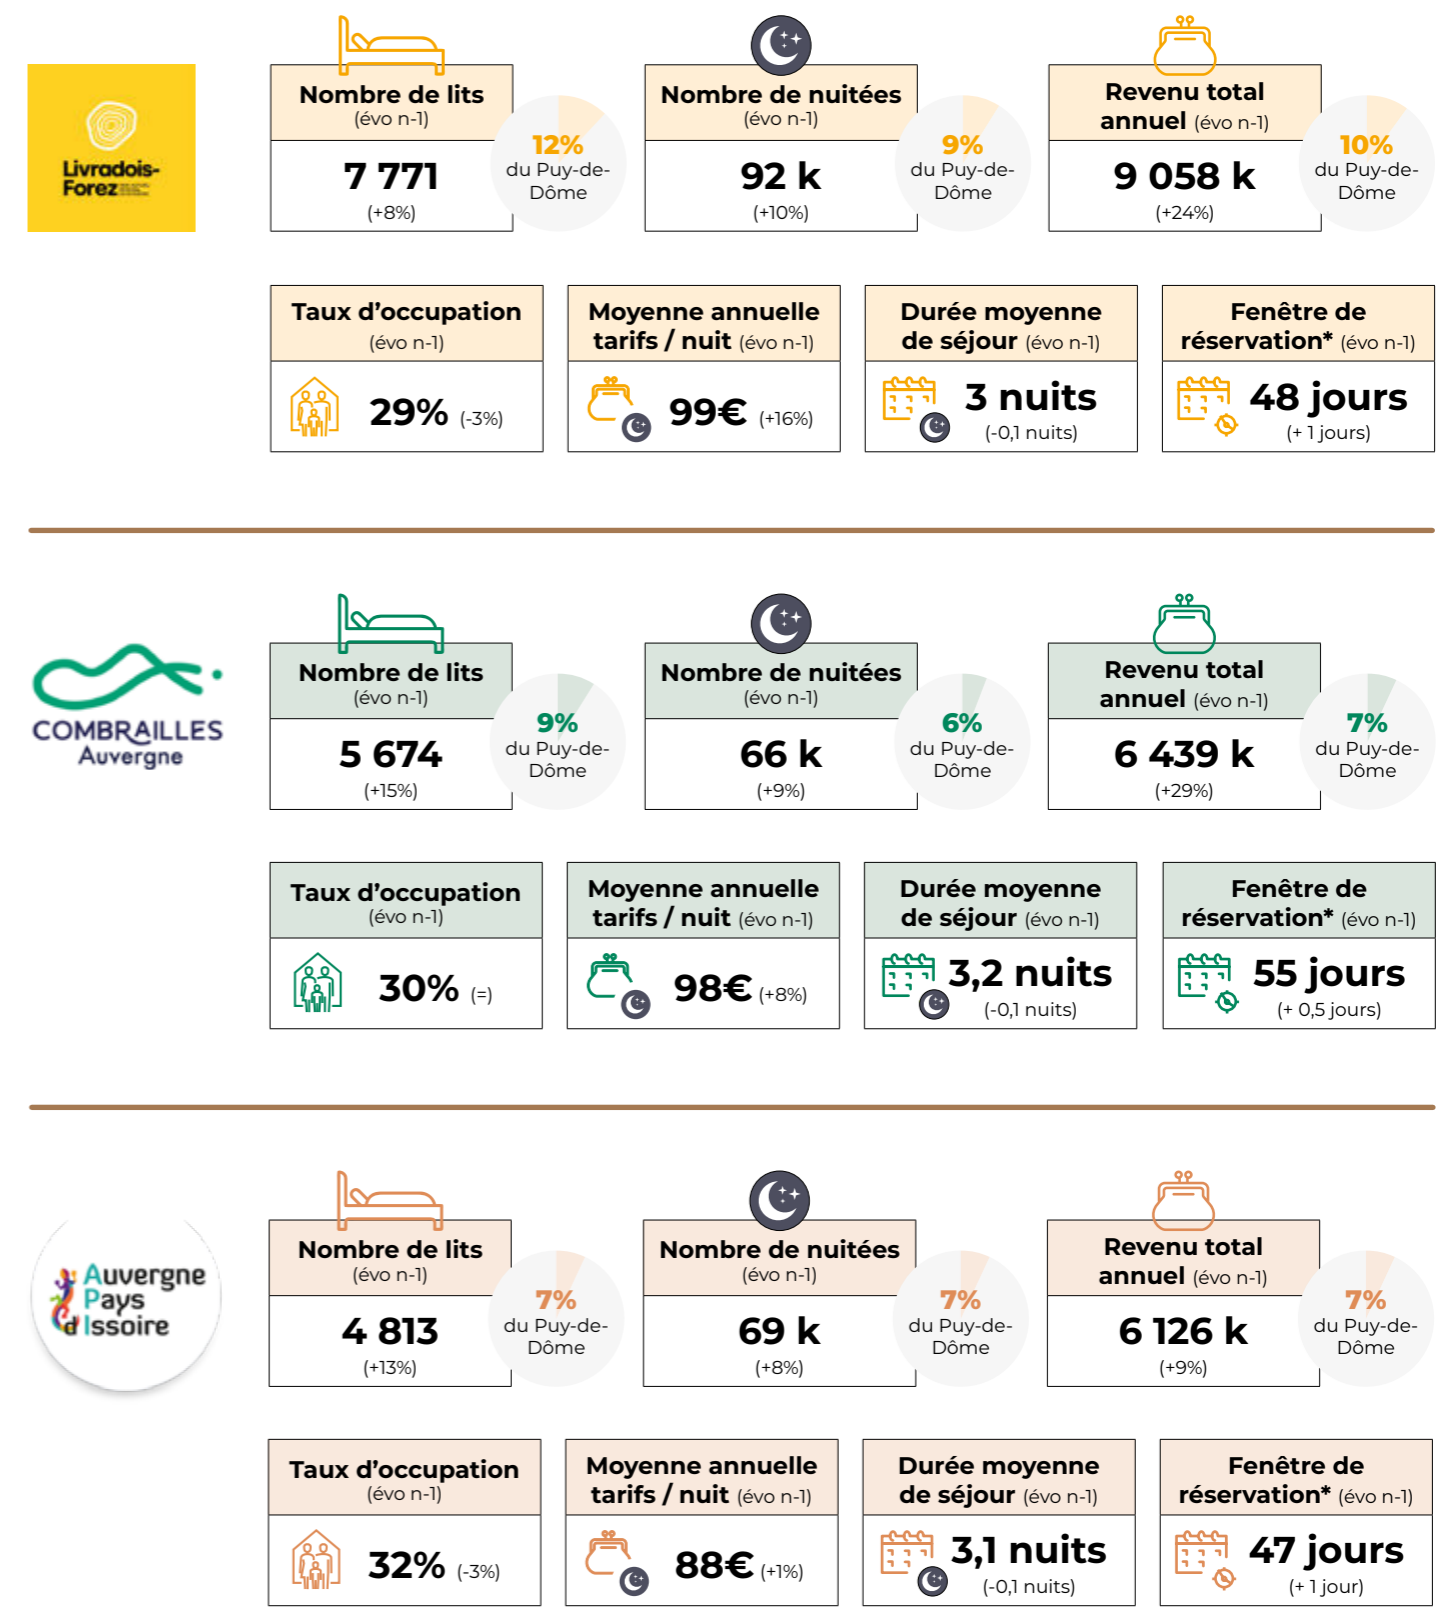 Livradois-
Forez
Nombre de lits
(évo n-1)
7 771
(+8%)
12%
du Puy-de-
Dôme
Nombre de nuitées
(évo n-1)
92 k
(+10%)
9%
du Puy-de-
Dôme
Revenu total
annuel (évo n-1)
9 058 k
(+24%)
10%
du Puy-de-
Dôme
Taux d’occupation
(évo n-1)
29% (-3%)
Moyenne annuelle
tarifs / nuit (évo n-1)
99€ (+16%)
Durée moyenne
de séjour (évo n-1)
3 nuits
(-0,1 nuits)
Fenêtre de
réservation* (évo n-1)
48 jours
(+ 1 jours)
COMBRAILLES
Auvergne
Nombre de lits
(évo n-1)
5 674
(+15%)
9%
du Puy-de-
Dôme
Nombre de nuitées
(évo n-1)
66 k
(+9%)
6%
du Puy-de-
Dôme
Revenu total
annuel (évo n-1)
6 439 k
(+29%)
7%
du Puy-de-
Dôme
Taux d’occupation
(évo n-1)
30% (=)
Moyenne annuelle
tarifs / nuit (évo n-1)
98€ (+8%)
Durée moyenne
de séjour (évo n-1)
3,2 nuits
(-0,1 nuits)
Fenêtre de
réservation* (évo n-1)
55 jours
(+ 0,5 jours)
Auvergne
Pays
d'Issoire
Nombre de lits
(évo n-1)
4 813
(+13%)
7%
du Puy-de-
Dôme
Nombre de nuitées
(évo n-1)
69 k
(+8%)
7%
du Puy-de-
Dôme
Revenu total
annuel (évo n-1)
6 126 k
(+9%)
7%
du Puy-de-
Dôme
Taux d’occupation
(évo n-1)
32% (-3%)
Moyenne annuelle
tarifs / nuit (évo n-1)
88€ (+1%)
Durée moyenne
de séjour (évo n-1)
3,1 nuits
(-0,1 nuits)
Fenêtre de
réservation* (évo n-1)
47 jours
(+ 1 jour)